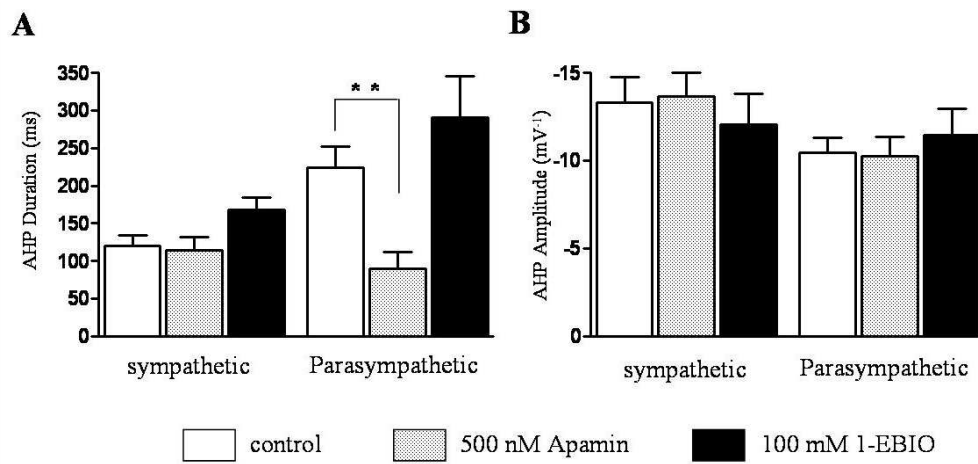 A
B
AHP Duration (ms)
350
300
250
200
150
100
50
0
* *
sympathetic
Parasympathetic
AHP Amplitude (mV-1)
-15
-10
-5
0
sympathetic
Parasympathetic
control
500 nM Apamin
100 mM 1-EBIO